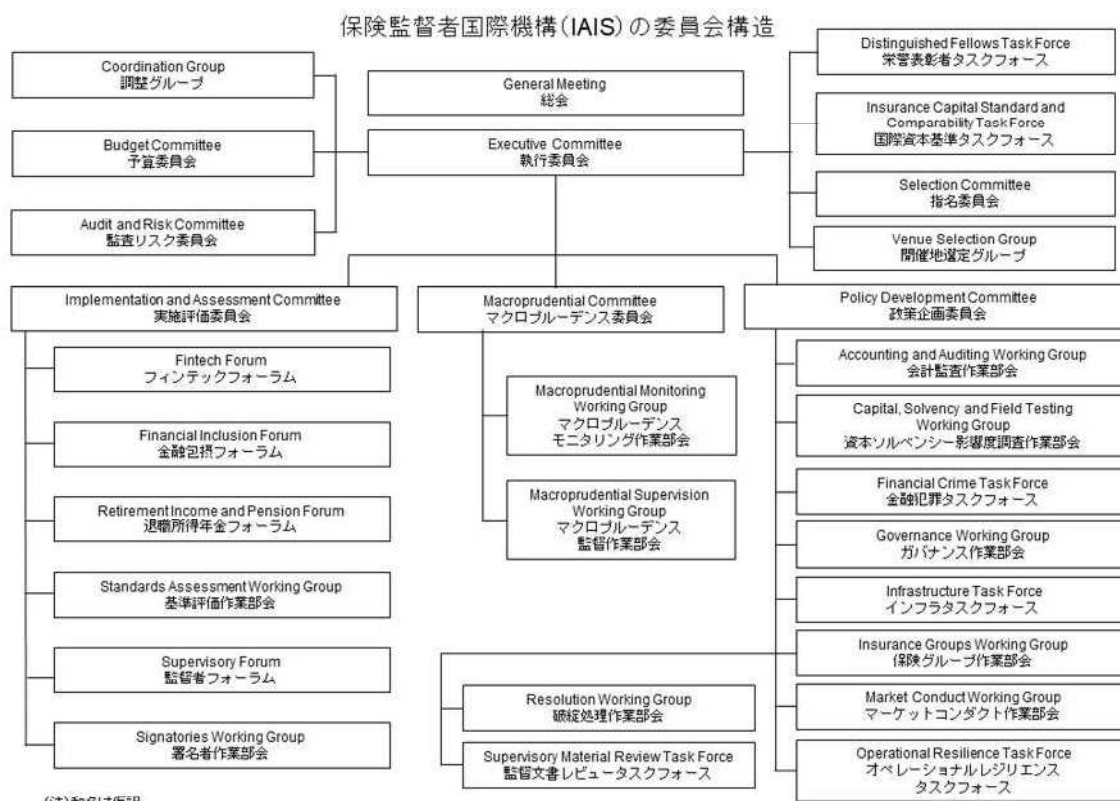 保険監督者国際機構(IAIS)の委員会構造
Coordination Group
調整グループ
General Meeting
総会
Distinguished Fellows Task Force
栄誉表彰者タスクフォース
Budget Committee
予算委員会
Executive Committee
執行委員会
Insurance Capital Standard and
Comparability Task Force
国際資本基準タスクフォース
Selection Committee
指名委員会
Audit and Risk Committee
監査リスク委員会
Venue Selection Group
開催地選定グループ
Implementation and Assessment Committee
実施評価委員会
Fintech Forum
フィンテックフォーラム
Financial Inclusion Forum
金融包摂フォーラム
Retirement Income and Pension Forum
退職所得年金フォーラム
Standards Assessment Working Group
基準評価作業部会
Supervisory Forum
監督者フォーラム
Signatories Working Group
署名者作業部会
Macroprudential Committee
マクロプルーデンス委員会
Macroprudential Monitoring
Working Group
マクロプルーデンス
モニタリング作業部会
Macroprudential Supervision
Working Group
マクロプルーデンス
監督作業部会
Policy Development Committee
政策企画委員会
Accounting and Auditing Working Group
会計監査作業部会
Capital, Solvency and Field Testing
Working Group
資本ソルベンシー影響度調査作業部会
Financial Crime Task Force
金融犯罪タスクフォース
Governance Working Group
ガバナンス作業部会
Infrastructure Task Force
インフラタスクフォース
Insurance Groups Working Group
保険グループ作業部会
Resolution Working Group
破綻処理作業部会
Market Conduct Working Group
マーケットコンダクト作業部会
Supervisory Material Review Task Force
監督文書レビュータスクフォース
Operational Resilience Task Force
オペレーショナルレジリエンス
タスクフォース
(注)和名は仮訳